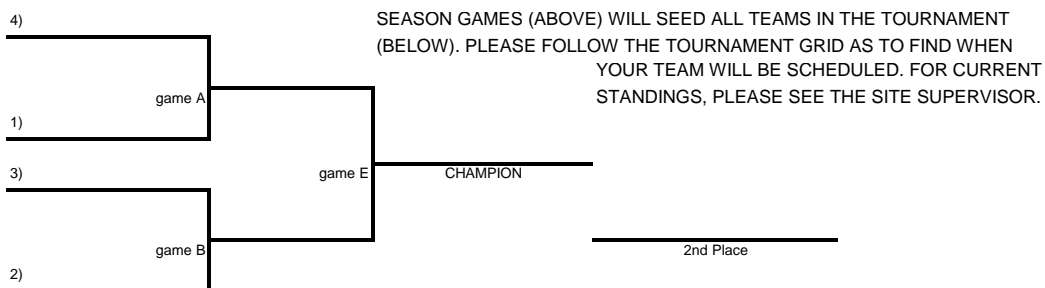 4)
SEASON GAMES (ABOVE) WILL SEED ALL TEAMS IN THE TOURNAMENT
(BELOW). PLEASE FOLLOW THE TOURNAMENT GRID AS TO FIND WHEN
YOUR TEAM WILL BE SCHEDULED. FOR CURRENT
STANDINGS, PLEASE SEE THE SITE SUPERVISOR.
game A
1)
3)
game E
CHAMPION
game B
2nd Place
2)